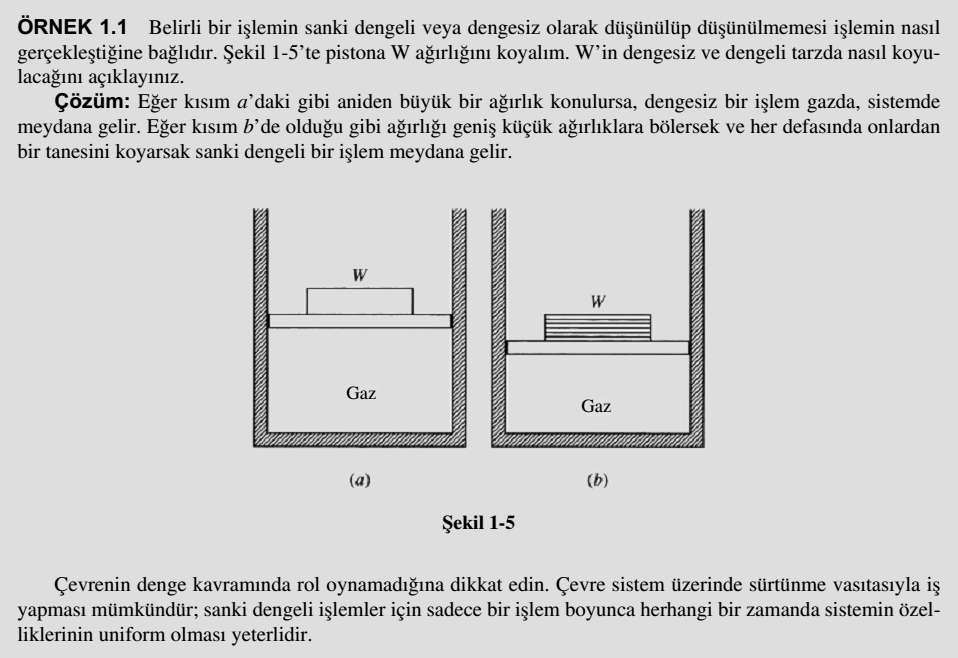 ÖRNEK 1.1 Belirli bir işlemin sanki dengeli veya dengesiz olarak düşünülüp düşünülmemesi işlemin nasıl
gerçekleştiğine bağlıdır. Şekil 1-5'te pistona W ağırlığını koyalım. W'in dengesiz ve dengeli tarzda nasıl koyu-
lacağını açıklayınız.
Çözüm: Eğer kısım a'daki gibi aniden büyük bir ağırlık konulursa, dengesiz bir işlem gazda, sistemde
meydana gelir. Eğer kısım b'de olduğu gibi ağırlığı geniş küçük ağırlıklara bölersek ve her defasında onlardan
bir tanesini koyarsak sanki dengeli bir işlem meydana gelir.
W
W
Gaz
Gaz
(a)
(b)
Şekil 1-5
Çevrenin denge kavramında rol oynamadığına dikkat edin. Çevre sistem üzerinde sürtünme vasıtasıyla iş
yapması mümkündür; sanki dengeli işlemler için sadece bir işlem boyunca herhangi bir zamanda sistemin özel-
liklerinin uniform olması yeterlidir.